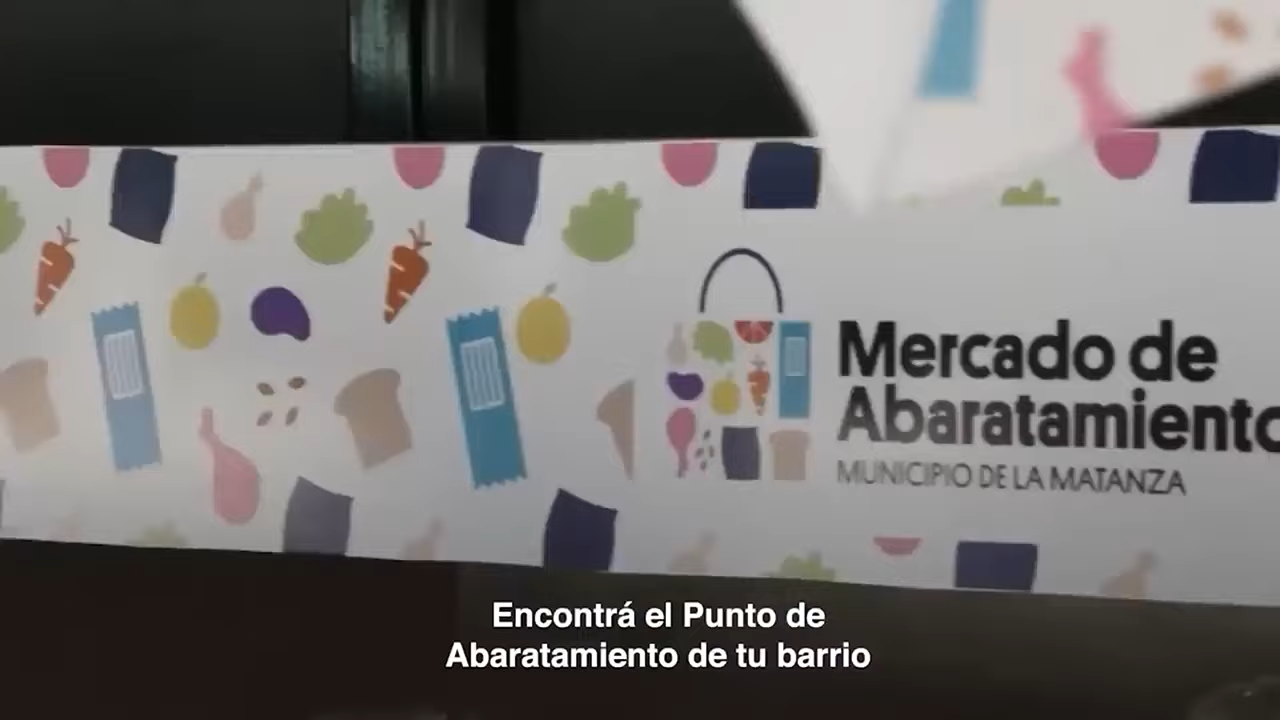 Mercado de
Abaratamiento
MUNICIPIO DE LA MATANZA
Encontrá el Punto de
Abaratamiento de tu barrio